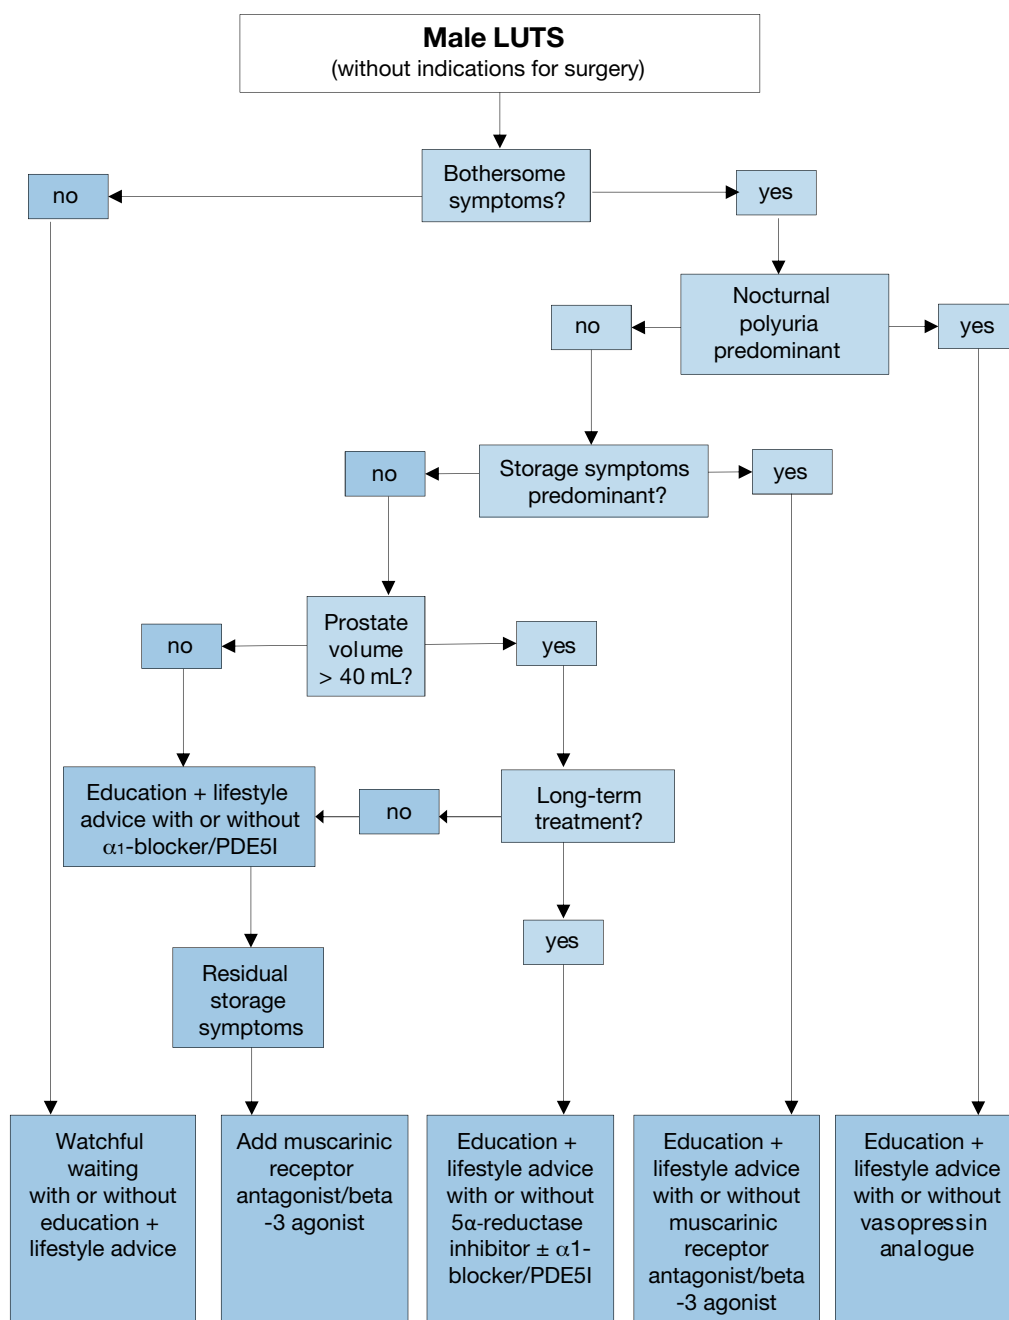 Male LUTS
(without indications for surgery)
Bothersome
symptoms?
no
yes
Nocturnal
polyuria
predominant
no
yes
Storage symptoms
predominant?
no
yes
Prostate
volume
> 40 mL?
no
yes
Education + lifestyle
advice with or without
α1-blocker/PDE5I
no
Long-term
treatment?
yes
Residual
storage
symptoms
Watchful
waiting
with or without
education +
lifestyle advice
Add muscarinic
receptor
antagonist/beta
-3 agonist
Education +
lifestyle advice
with or without
5α-reductase
inhibitor ± α1-
blocker/PDE5I
Education +
lifestyle advice
with or without
muscarinic
receptor
antagonist/beta
-3 agonist
Education +
lifestyle advice
with or without
vasopressin
analogue